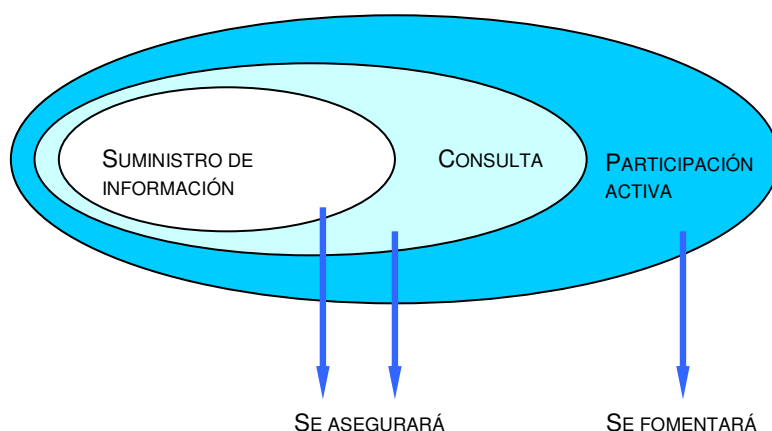 SUMINISTRO DE
INFORMACIÓN
CONSULTA
PARTICIPACIÓN
ACTIVA
SE ASEGURARÁ
SE FOMENTARÁ